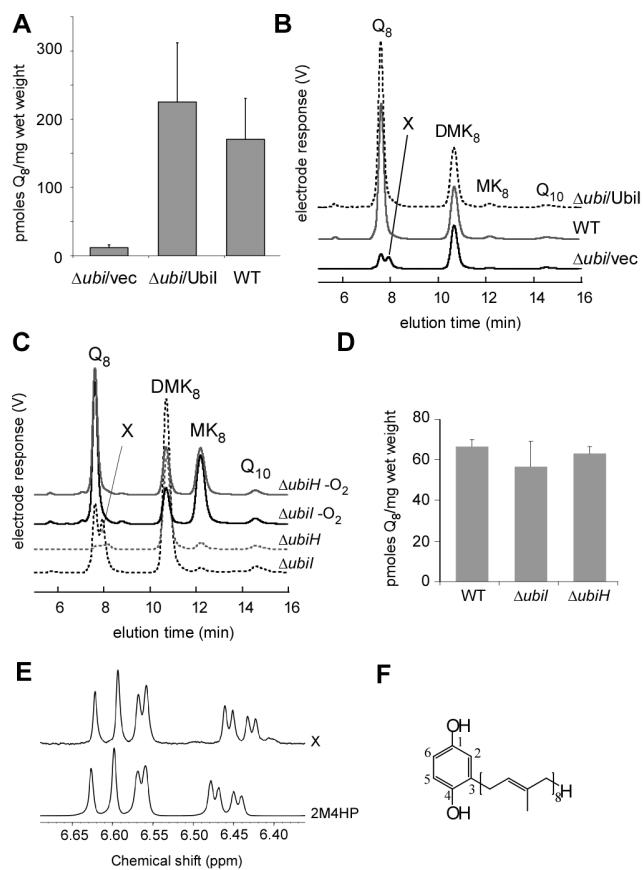 A
pmoles Q8/mg wet weight
300
200
100
0
ΔubiI/vec ΔubiI/UbiI WT
B
electrode response (V)
Q8
X
DMK8
MK8
Q10
ΔubiI/UbiI
WT
ΔubiI/vec
6 8 10 12 14 16
elution time (min)
C
electrode response (V)
Q8
X
DMK8
MK8
Q10
ΔubiH -O2
ΔubiI -O2
ΔubiH
ΔubiI
6 8 10 12 14 16
elution time (min)
D
pmoles Q8/mg wet weight
80
60
40
20
0
WT ΔubiI ΔubiH
E
X
2M4HP
6.65 6.60 6.55 6.50 6.45 6.40
Chemical shift (ppm)
F
OH
1
6 2
5 3
4
OH
8
H